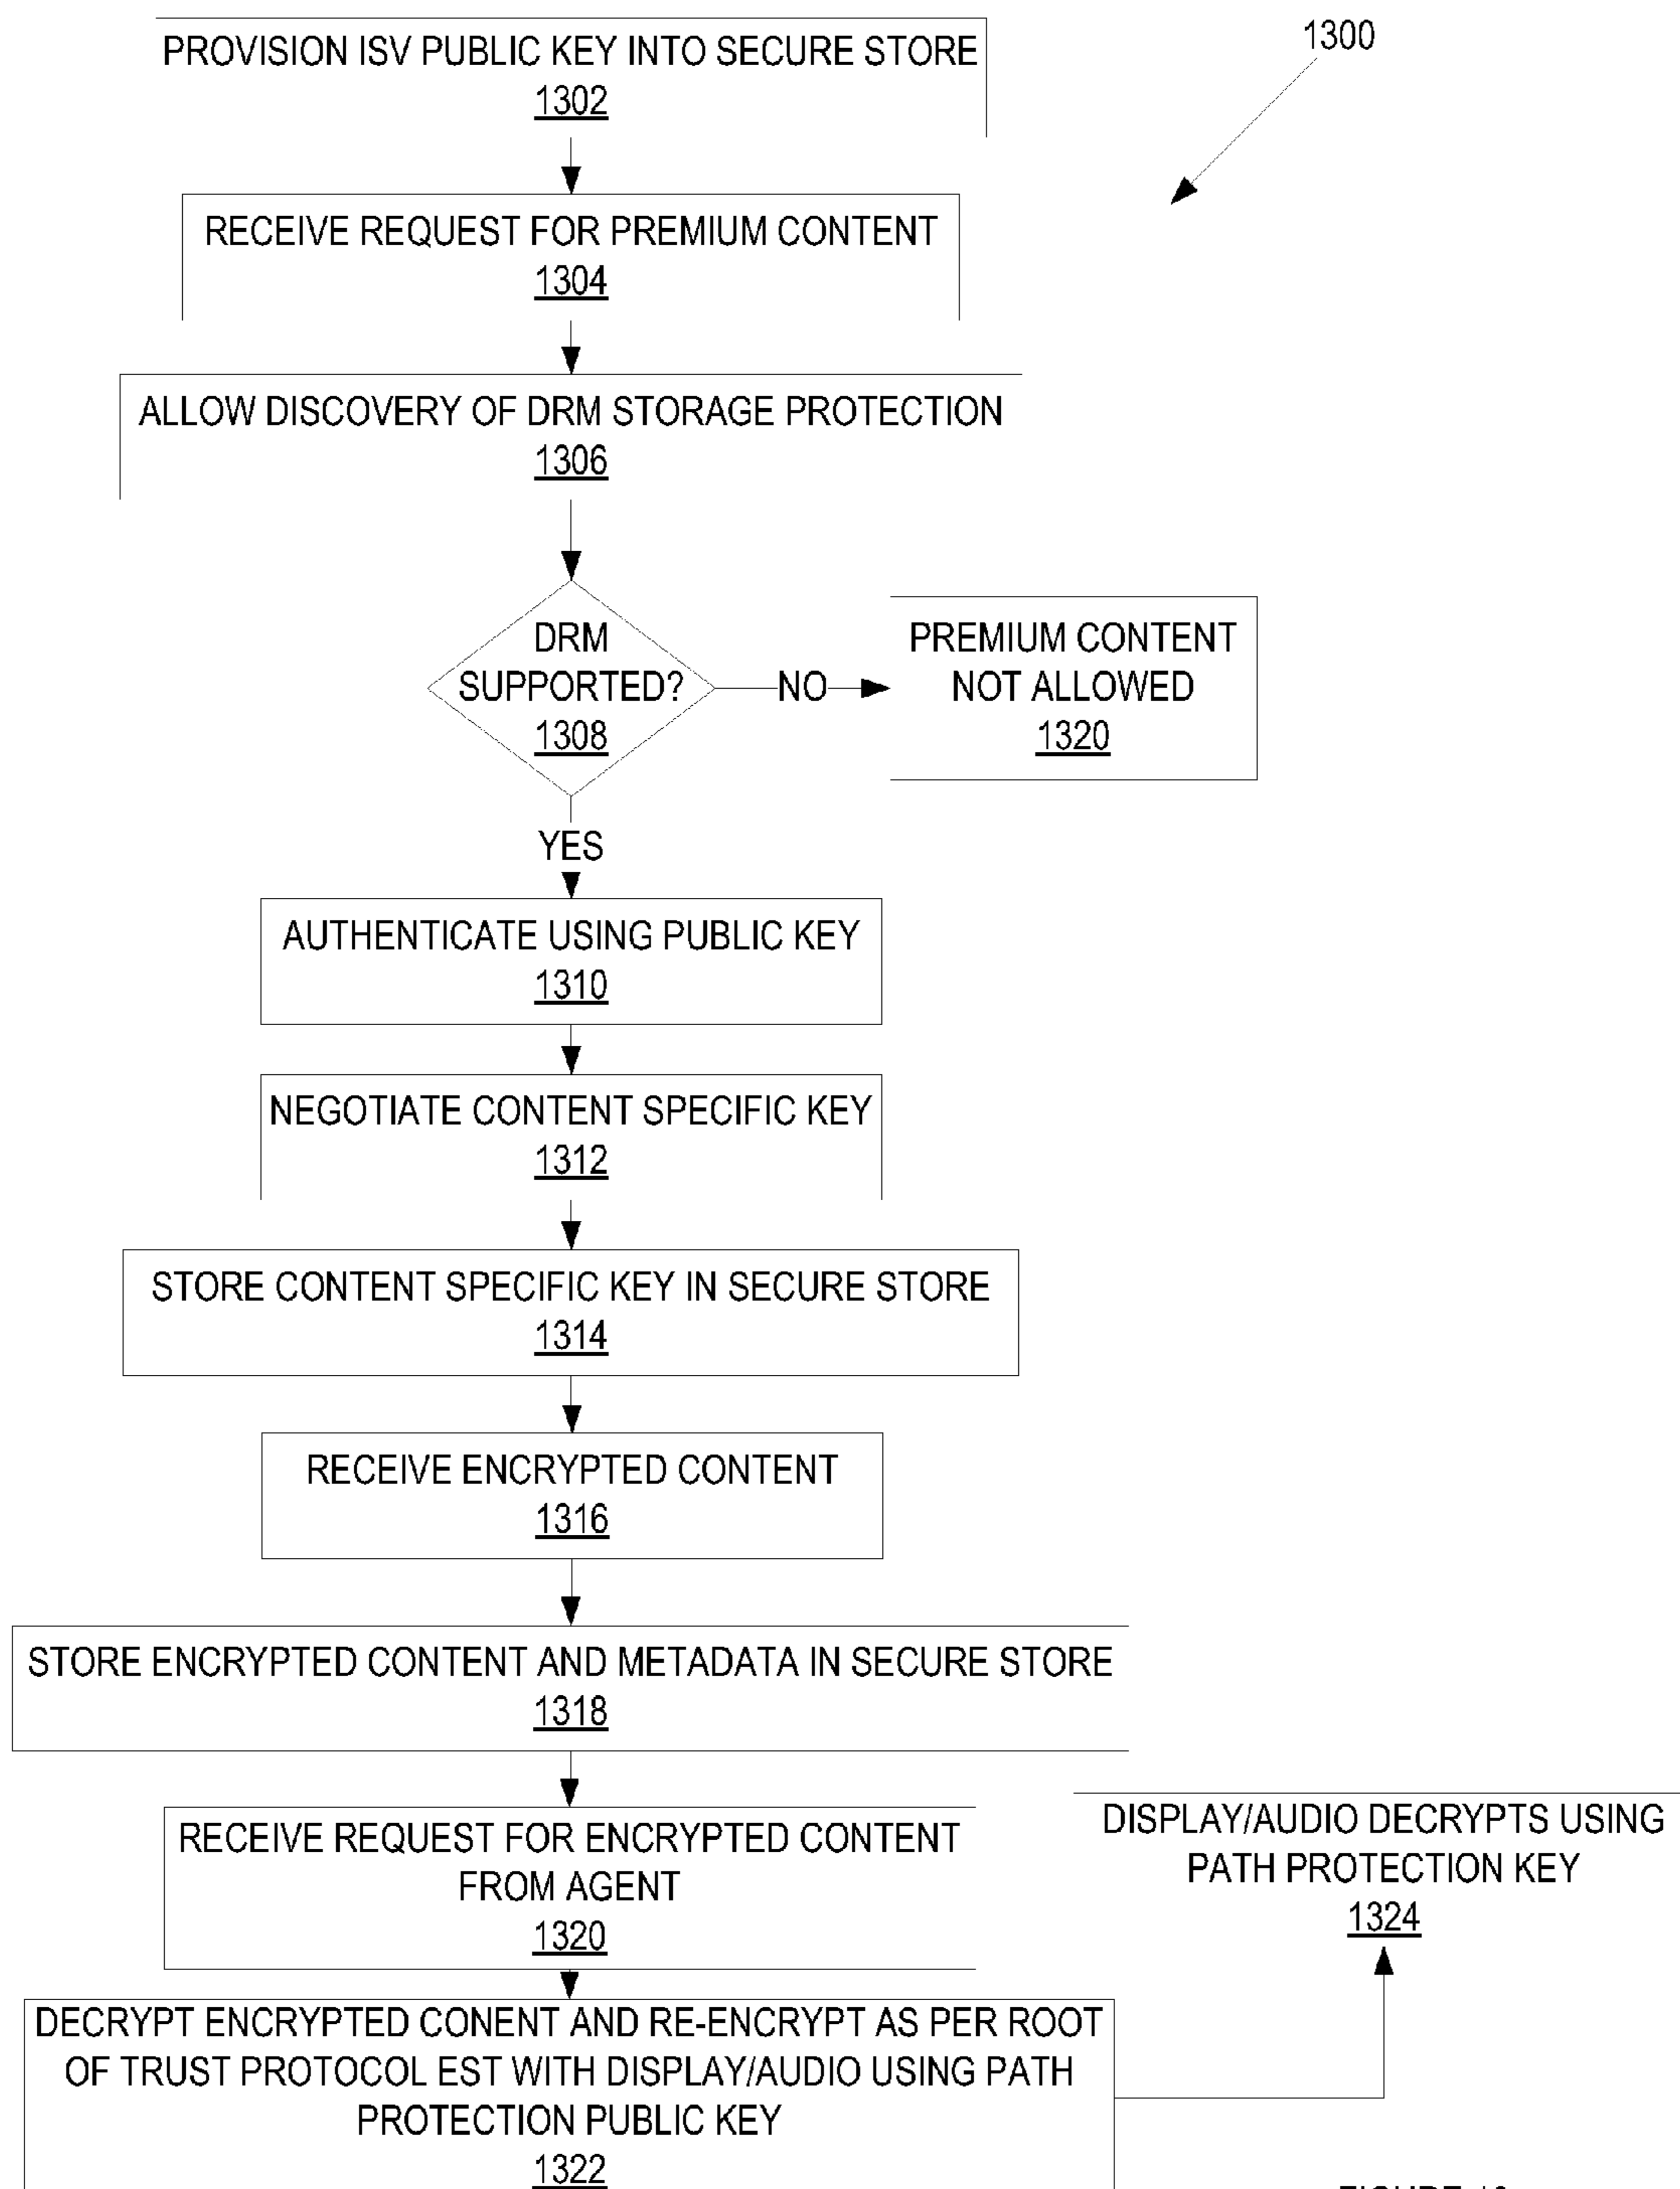 PROVISION ISV PUBLIC KEY INTO SECURE STORE
1302
1300
RECEIVE REQUEST FOR PREMIUM CONTENT
1304
ALLOW DISCOVERY OF DRM STORAGE PROTECTION
1306
DRM
SUPPORTED?
1308
NO
PREMIUM CONTENT
NOT ALLOWED
1320
YES
AUTHENTICATE USING PUBLIC KEY
1310
NEGOTIATE CONTENT SPECIFIC KEY
1312
STORE CONTENT SPECIFIC KEY IN SECURE STORE
1314
RECEIVE ENCRYPTED CONTENT
1316
STORE ENCRYPTED CONTENT AND METADATA IN SECURE STORE
1318
RECEIVE REQUEST FOR ENCRYPTED CONTENT
FROM AGENT
1320
DISPLAY/AUDIO DECRYPTS USING
PATH PROTECTION KEY
1324
DECRYPT ENCRYPTED CONENT AND RE-ENCRYPT AS PER ROOT
OF TRUST PROTOCOL EST WITH DISPLAY/AUDIO USING PATH
PROTECTION PUBLIC KEY
1322